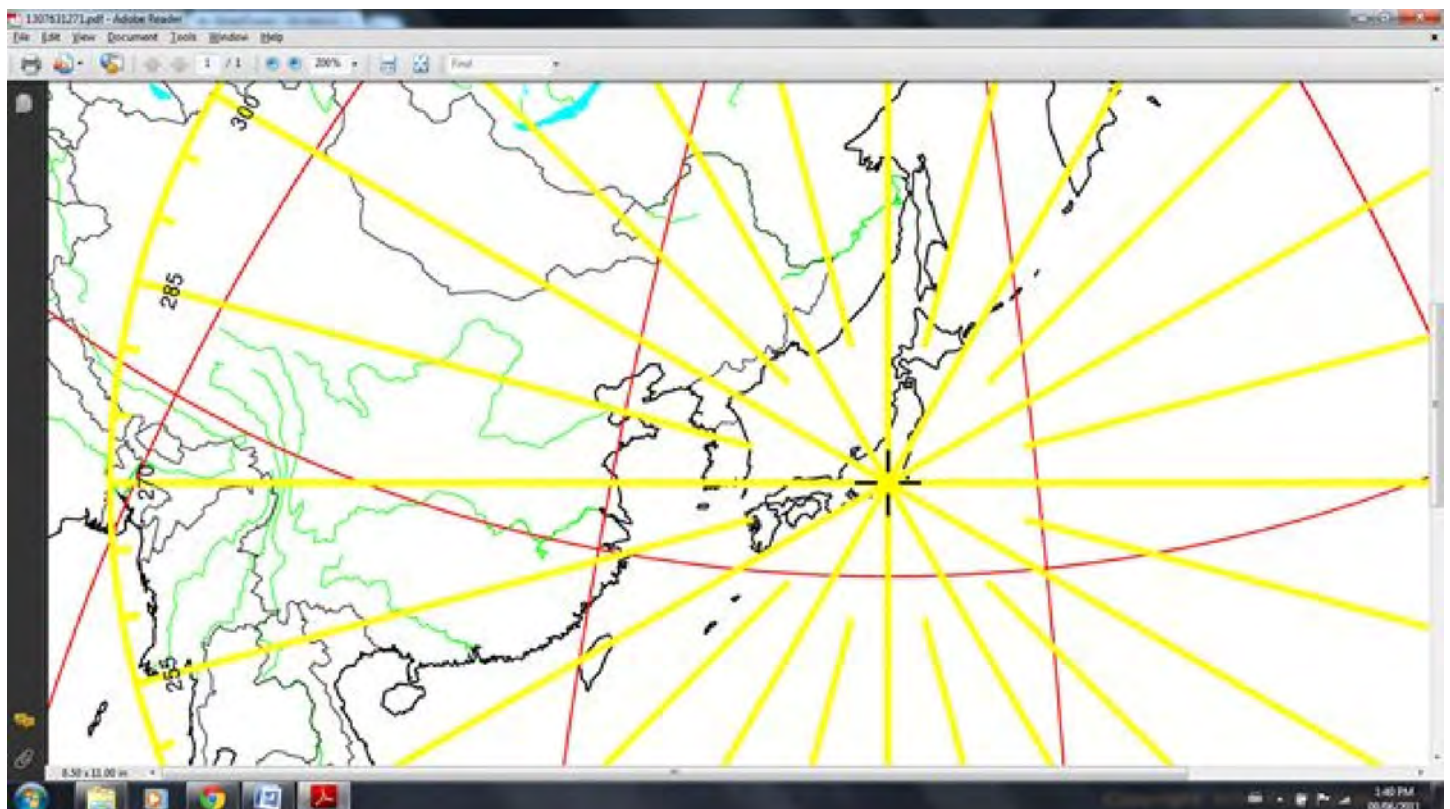 1307631271.pdf - Adobe Reader
File Edit View Document Tools Window Help
1 / 1 200% Find
300
285
270
255
8.50 x 11.00 in
1:40 PM